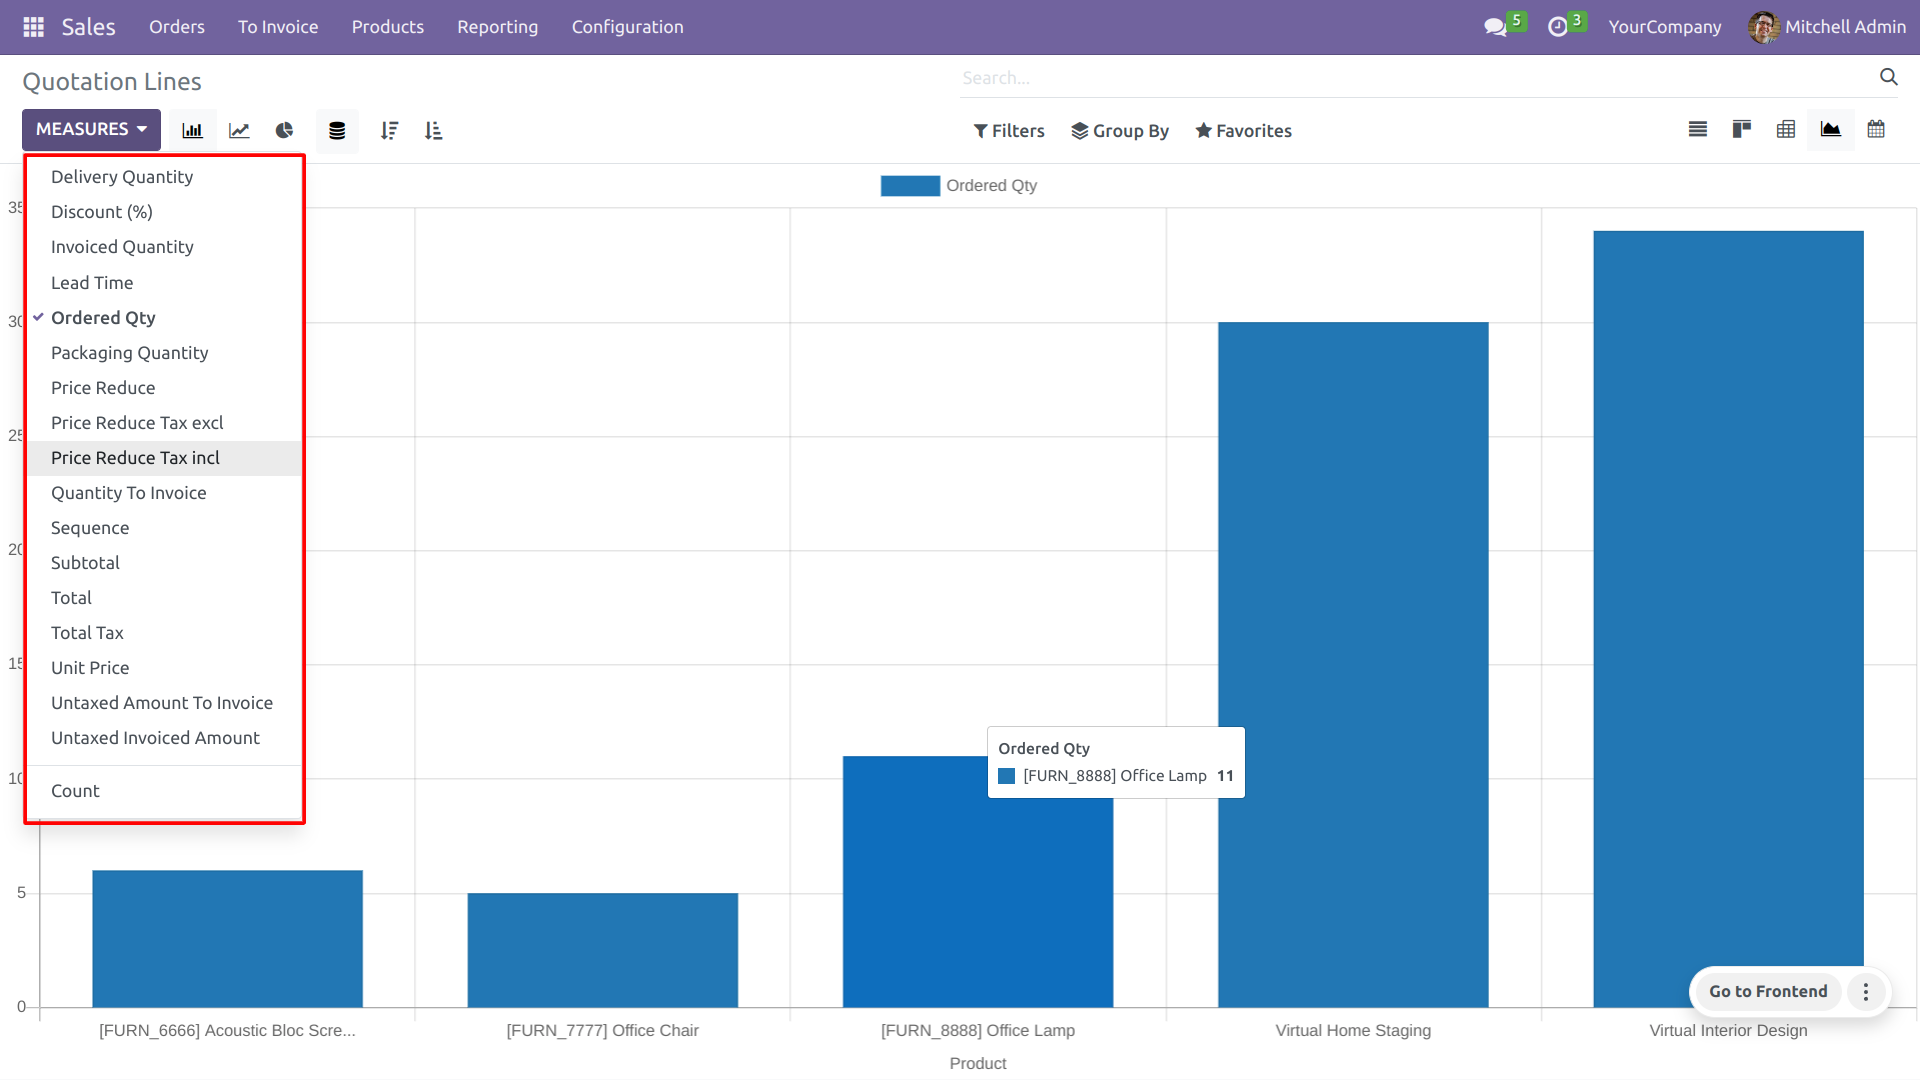 Sales Orders To Invoice Products Reporting Configuration 5 3 YourCompany Mitchell Admin
Quotation Lines
Search...
MEASURES Filters Group By Favorites
Delivery Quantity
Discount (%)
Invoiced Quantity
Lead Time
Ordered Qty
Packaging Quantity
Price Reduce
Price Reduce Tax excl
Price Reduce Tax incl
Quantity To Invoice
Sequence
Subtotal
Total
Total Tax
Unit Price
Untaxed Amount To Invoice
Untaxed Invoiced Amount
Count
Ordered Qty
35
30
25
20
15
10
5
0
Ordered Qty
[FURN_8888] Office Lamp 11
Go to Frontend
[FURN_6666] Acoustic Bloc Scre... [FURN_7777] Office Chair [FURN_8888] Office Lamp Virtual Home Staging Virtual Interior Design
Product